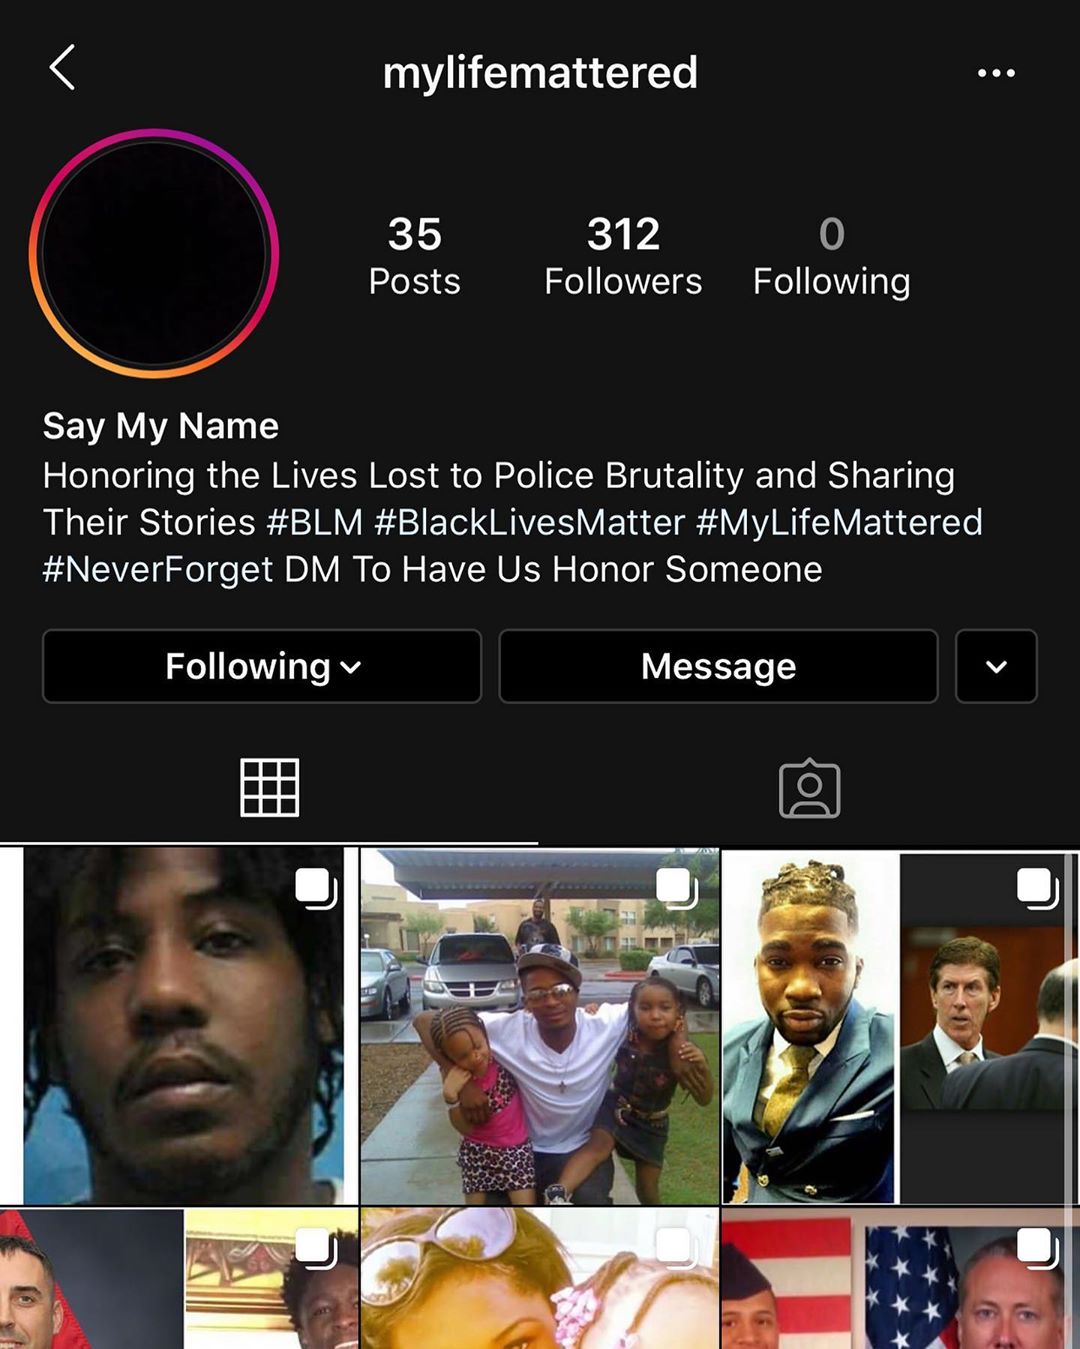 mylifemattered
35 312 0
Posts Followers Following
Say My Name
Honoring the Lives Lost to Police Brutality and Sharing
Their Stories #BLM #BlackLivesMatter #MyLifeMattered
#NeverForget DM To Have Us Honor Someone
Following Message